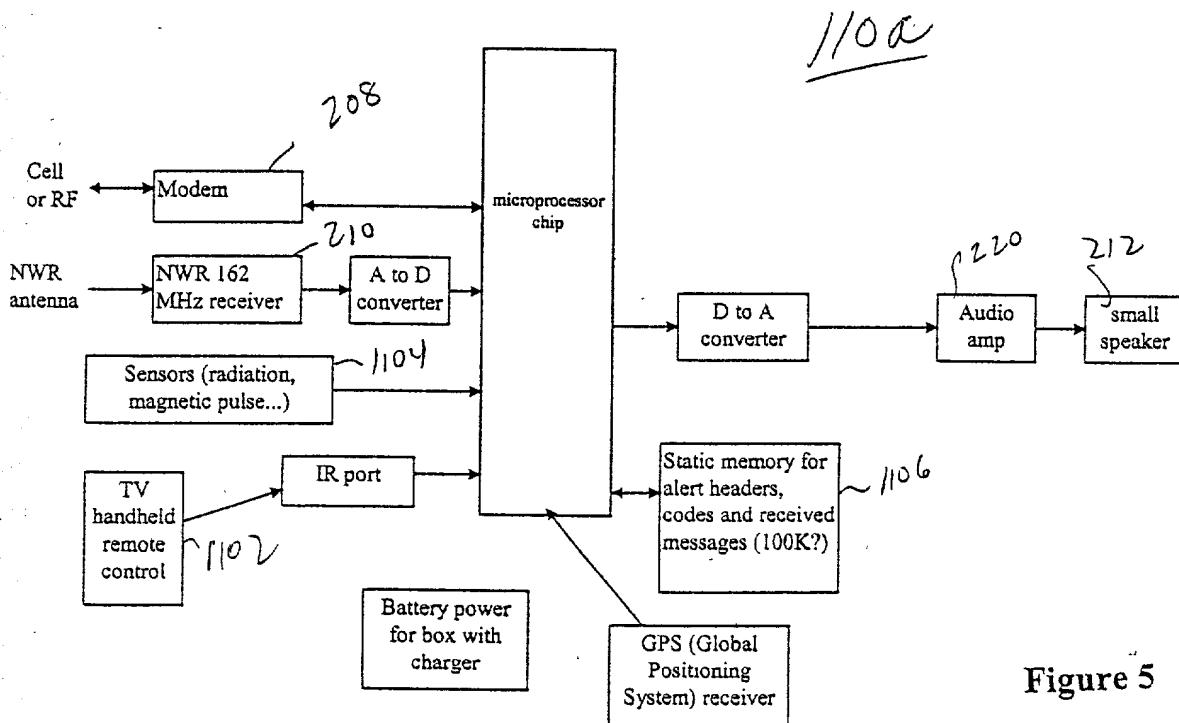 110a
208
Cell
or RF
Modem
microprocessor
chip
210
NWR
antenna
NWR 162
MHz receiver
A to D
converter
220
212
D to A
converter
Audio
amp
small
speaker
1104
Sensors (radiation,
magnetic pulse...)
IR port
TV
handheld
remote
control
1102
Static memory for
alert headers,
codes and received
messages (100K?)
1106
Battery power
for box with
charger
GPS (Global
Positioning
System) receiver
Figure 5